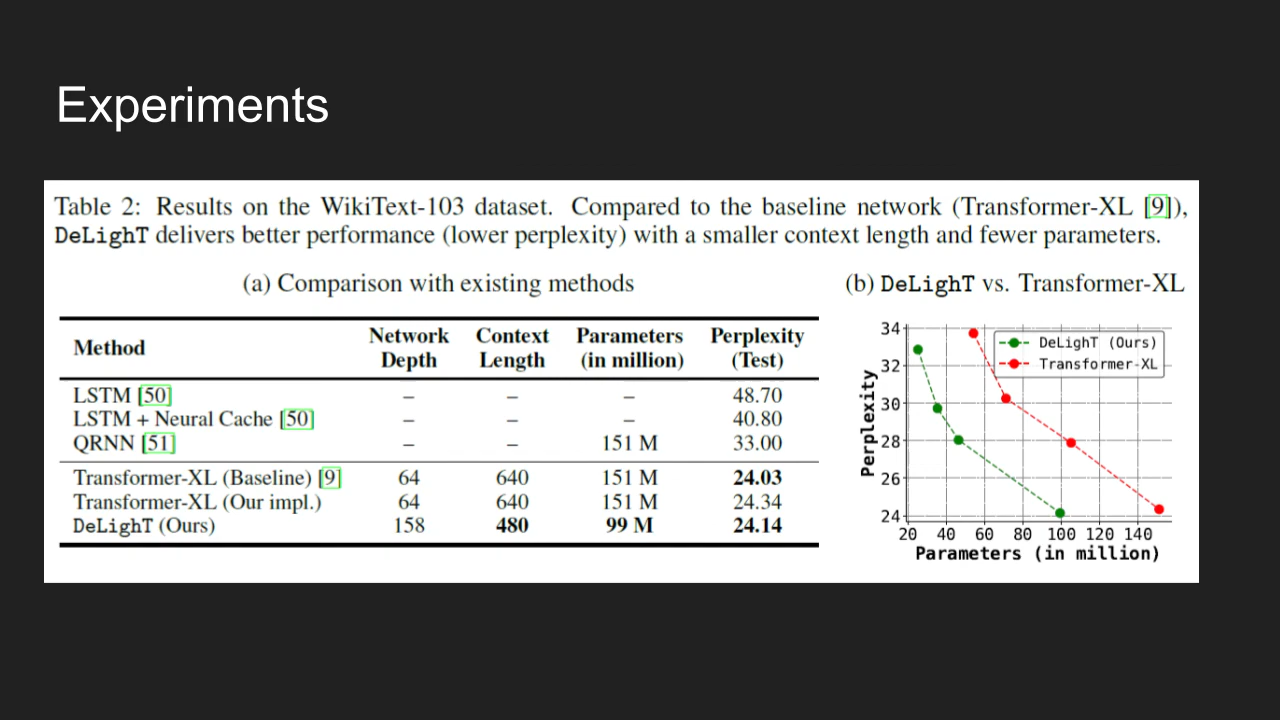 Experiments
Table 2: Results on the WikiText-103 dataset. Compared to the baseline network (Transformer-XL [9]),
DeLighT delivers better performance (lower perplexity) with a smaller context length and fewer parameters.
(a) Comparison with existing methods
Method Network Depth Context Length Parameters (in million) Perplexity (Test)
LSTM [50] – – – 48.70
LSTM + Neural Cache [50] – – – 40.80
QRNN [51] – – 151 M 33.00
Transformer-XL (Baseline) [9] 64 640 151 M 24.03
Transformer-XL (Our impl.) 64 640 151 M 24.34
DeLighT (Ours) 158 480 99 M 24.14
(b) DeLighT vs. Transformer-XL
DeLighT (Ours)
Transformer-XL
Perplexity
34
32
30
28
26
24
20 40 60 80 100 120 140
Parameters (in million)